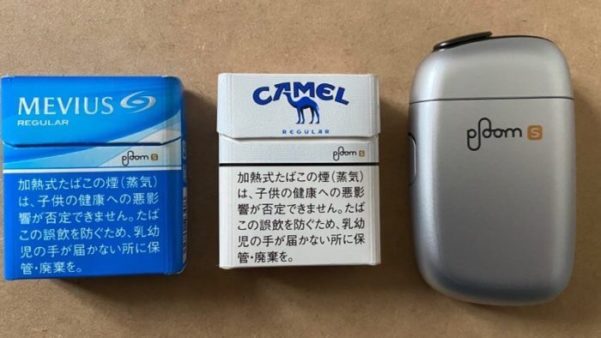 MEVIUS
REGULAR
ploom S
加熱式たばこの煙(蒸気)
は、子供の健康への悪影
響が否定できません。たば
この誤飲を防ぐため、乳幼
児の手が届かない所に保
管・廃棄を。
CAMEL
REGULAR
ploom S
加熱式たばこの煙(蒸気)
は、子供の健康への悪影
響が否定できません。たば
この誤飲を防ぐため、乳幼
児の手が届かない所に保
管・廃棄を。
ploom S